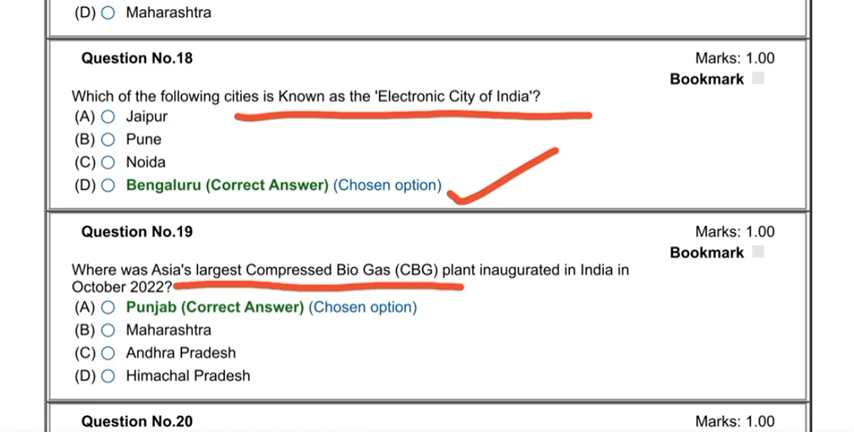 (D) Maharashtra
Question No.18 Marks: 1.00
Bookmark
Which of the following cities is Known as the 'Electronic City of India'?
(A) Jaipur
(B) Pune
(C) Noida
(D) Bengaluru (Correct Answer) (Chosen option)
Question No.19 Marks: 1.00
Bookmark
Where was Asia's largest Compressed Bio Gas (CBG) plant inaugurated in India in
October 2022?
(A) Punjab (Correct Answer) (Chosen option)
(B) Maharashtra
(C) Andhra Pradesh
(D) Himachal Pradesh
Question No.20 Marks: 1.00